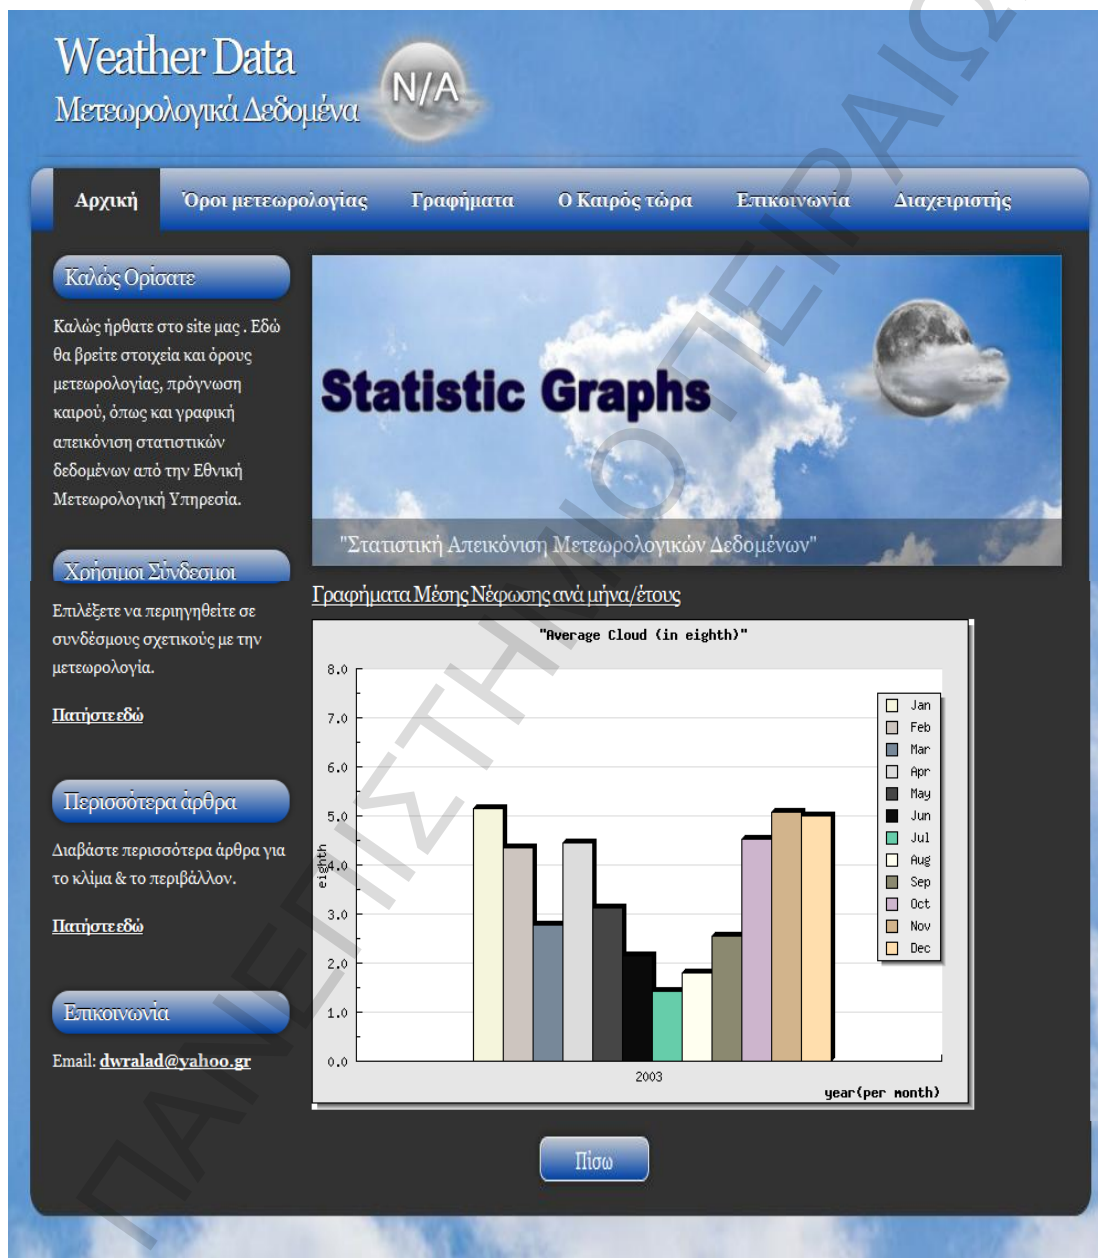 Weather Data
Μετεωρολογικά Δεδομένα
N/A
Αρχική
Όροι μετεωρολογίας
Γραφήματα
Ο Καιρός τώρα
Επικοινωνία
Διαχειριστής
Καλώς Ορίσατε
Καλώς ήρθατε στο site μας . Εδώ
θα βρείτε στοιχεία και όρους
μετεωρολογίας, πρόγνωση
καιρού, όπως και γραφική
απεικόνιση στατιστικών
δεδομένων από την Εθνική
Μετεωρολογική Υπηρεσία.
Χρήσιμοι Σύνδεσμοι
Επιλέξετε να περιηγηθείτε σε
συνδέσμους σχετικούς με την
μετεωρολογία.
Πατήστε εδώ
Περισσότερα άρθρα
Διαβάστε περισσότερα άρθρα για
το κλίμα & το περιβάλλον.
Πατήστε εδώ
Επικοινωνία
Email: dwralad@yahoo.gr
Statistic Graphs
"Στατιστική Απεικόνιση Μετεωρολογικών Δεδομένων"
Γραφήματα Μέσης Νέφωσης ανά μήνα/έτους
"Average Cloud (in eighth)"
8.0
7.0
6.0
5.0
4.0
3.0
2.0
1.0
0.0
eighth
2003
year(per month)
Jan
Feb
Mar
Apr
May
Jun
Jul
Aug
Sep
Oct
Nov
Dec
Πίσω
ΠΑΝΕΠΙΣΤΗΜΙΟ ΠΕΙΡΑΙΩ